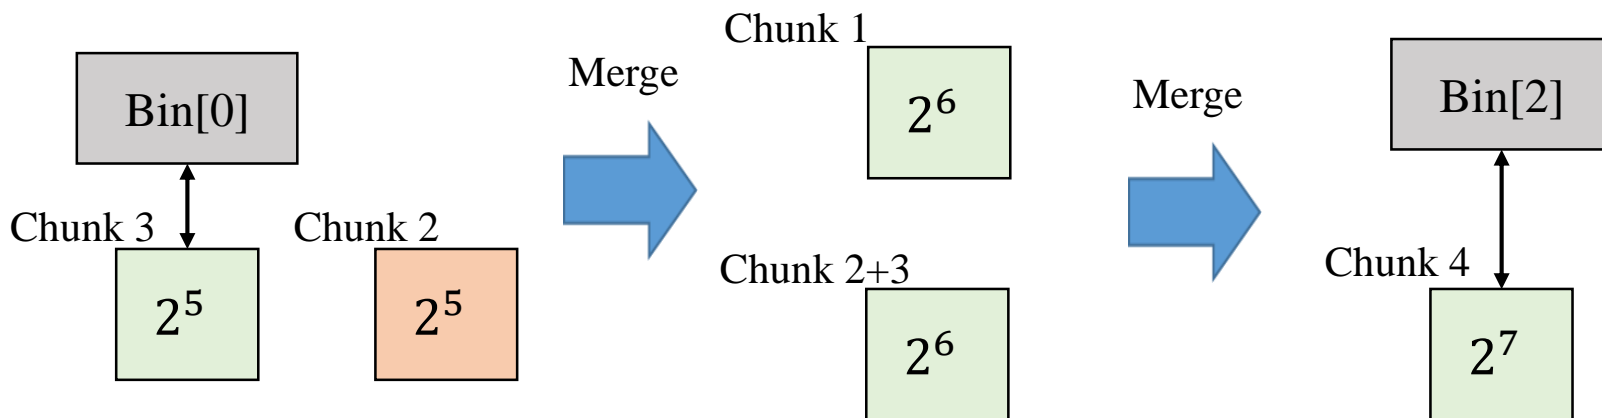 Bin[0]
Chunk 3
2⁵
Chunk 2
2⁵
Merge
Chunk 1
2⁶
Chunk 2+3
2⁶
Merge
Bin[2]
Chunk 4
2⁷